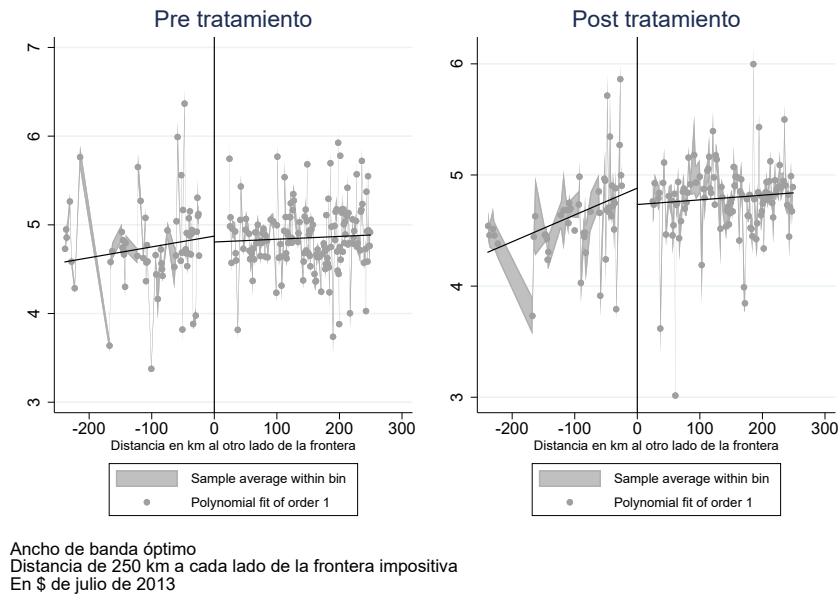 Pre tratamiento
7
6
5
4
3
-200 -100 0 100 200 300
Distancia en km al otro lado de la frontera
Sample average within bin
Polynomial fit of order 1
Post tratamiento
6
5
4
3
-200 -100 0 100 200 300
Distancia en km al otro lado de la frontera
Sample average within bin
Polynomial fit of order 1
Ancho de banda óptimo
Distancia de 250 km a cada lado de la frontera impositiva
En $ de julio de 2013